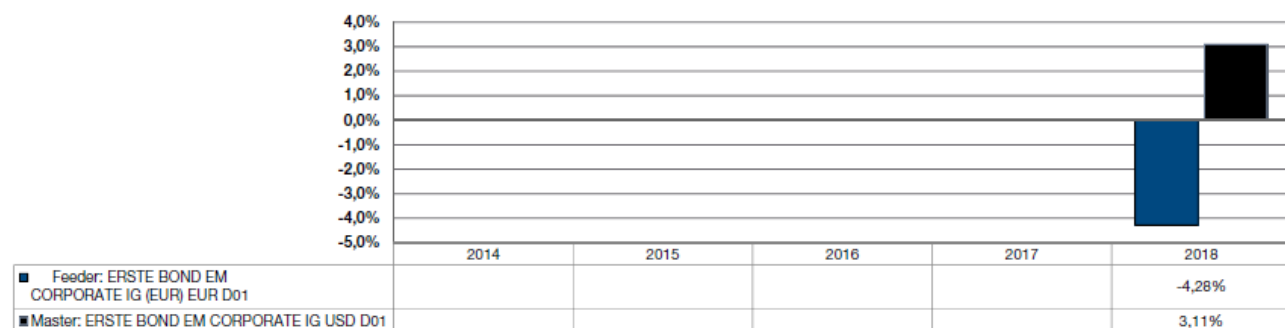 4,0%
3,0%
2,0%
1,0%
0,0%
-1,0%
-2,0%
-3,0%
-4,0%
-5,0%
2014 2015 2016 2017 2018
Feeder: ERSTE BOND EM
CORPORATE IG (EUR) EUR D01
-4,28%
Master: ERSTE BOND EM CORPORATE IG USD D01 3,11%